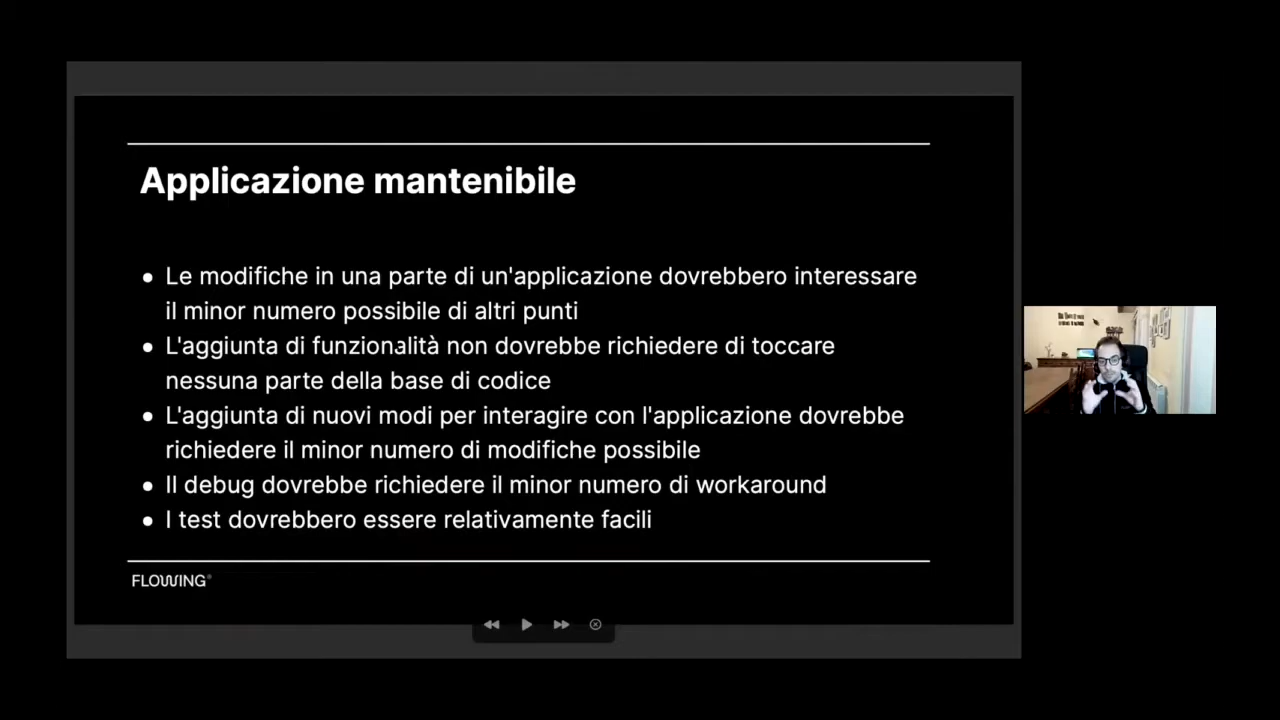 Applicazione mantenibile
• Le modifiche in una parte di un'applicazione dovrebbero interessare
il minor numero possibile di altri punti
• L'aggiunta di funzionalità non dovrebbe richiedere di toccare
nessuna parte della base di codice
• L'aggiunta di nuovi modi per interagire con l'applicazione dovrebbe
richiedere il minor numero di modifiche possibile
• Il debug dovrebbe richiedere il minor numero di workaround
• I test dovrebbero essere relativamente facili
FLOWING®